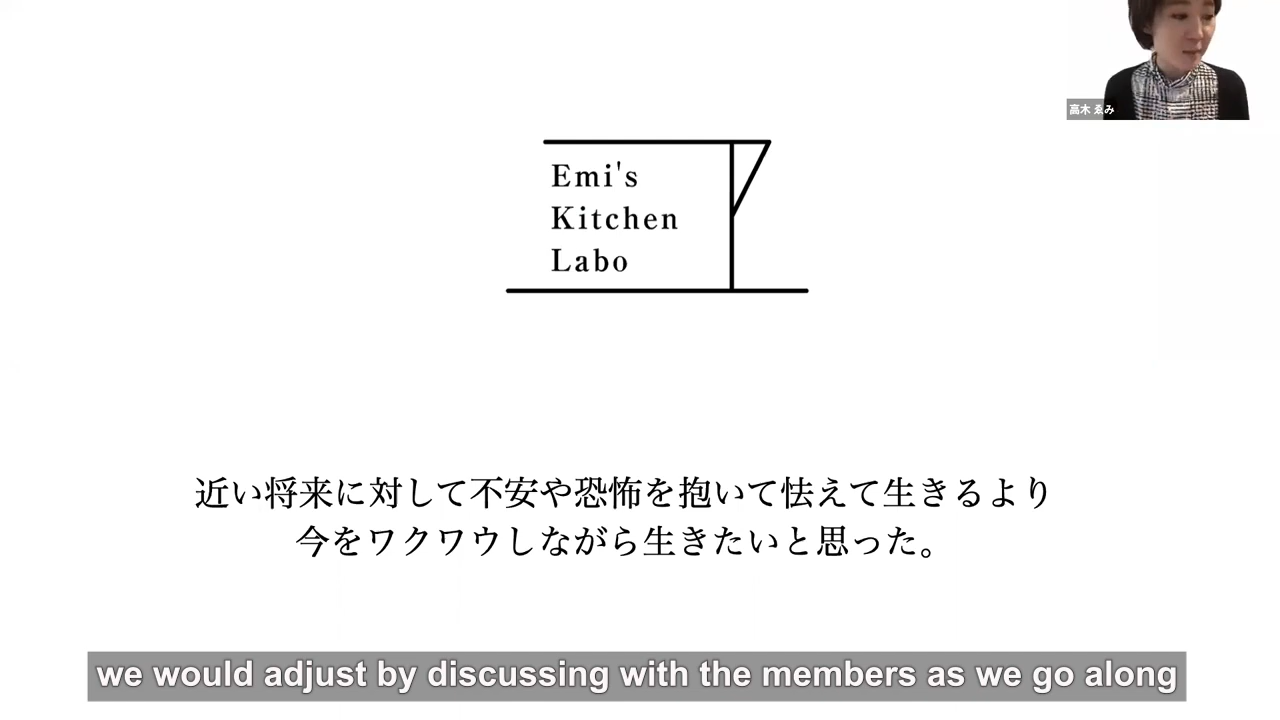 高木 ゑみ
Emi's
Kitchen
Labo
近い将来に対して不安や恐怖を抱いて怯えて生きるより
今をワクワウしながら生きたいと思った。
we would adjust by discussing with the members as we go along